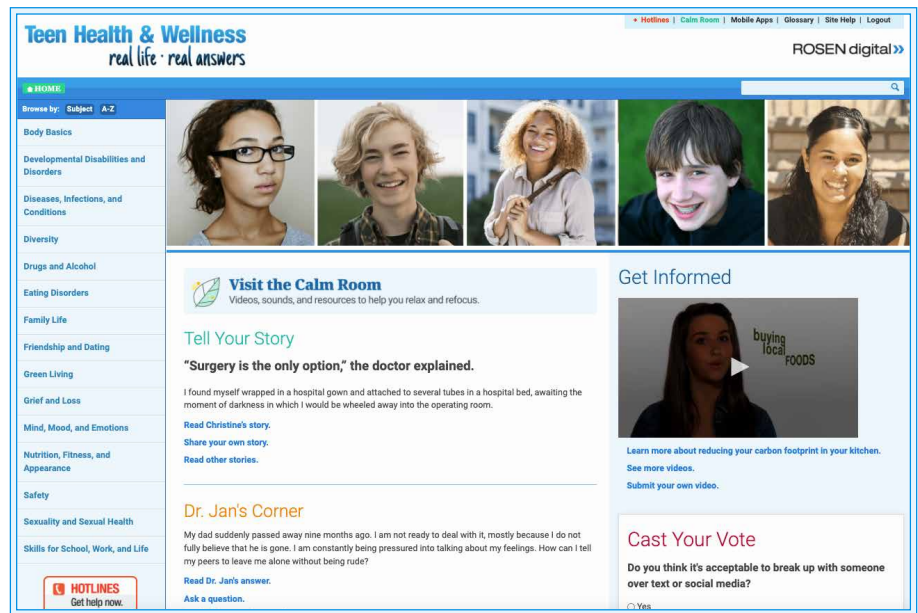 Teen Health & Wellness
real life · real answers
Hotlines | Calm Room | Mobile Apps | Glossary | Site Help | Logout
ROSEN digital»
HOME
Browse by: Subject A-Z
Body Basics
Developmental Disabilities and
Disorders
Diseases, Infections, and
Conditions
Diversity
Drugs and Alcohol
Eating Disorders
Family Life
Friendship and Dating
Green Living
Grief and Loss
Mind, Mood, and Emotions
Nutrition, Fitness, and
Appearance
Safety
Sexuality and Sexual Health
Skills for School, Work, and Life
HOTLINES
Get help now.
Visit the Calm Room
Videos, sounds, and resources to help you relax and refocus.
Tell Your Story
“Surgery is the only option,” the doctor explained.
I found myself wrapped in a hospital gown and attached to several tubes in a hospital bed, awaiting the
moment of darkness in which I would be wheeled away into the operating room.
Read Christine's story.
Share your own story.
Read other stories.
Dr. Jan's Corner
My dad suddenly passed away nine months ago. I am not ready to deal with it, mostly because I do not
fully believe that he is gone. I am constantly being pressured into talking about my feelings. How can I tell
my peers to leave me alone without being rude?
Read Dr. Jan's answer.
Ask a question.
Get Informed
buying
local
FOODS
Learn more about reducing your carbon footprint in your kitchen.
See more videos.
Submit your own video.
Cast Your Vote
Do you think it's acceptable to break up with someone
over text or social media?
Yes